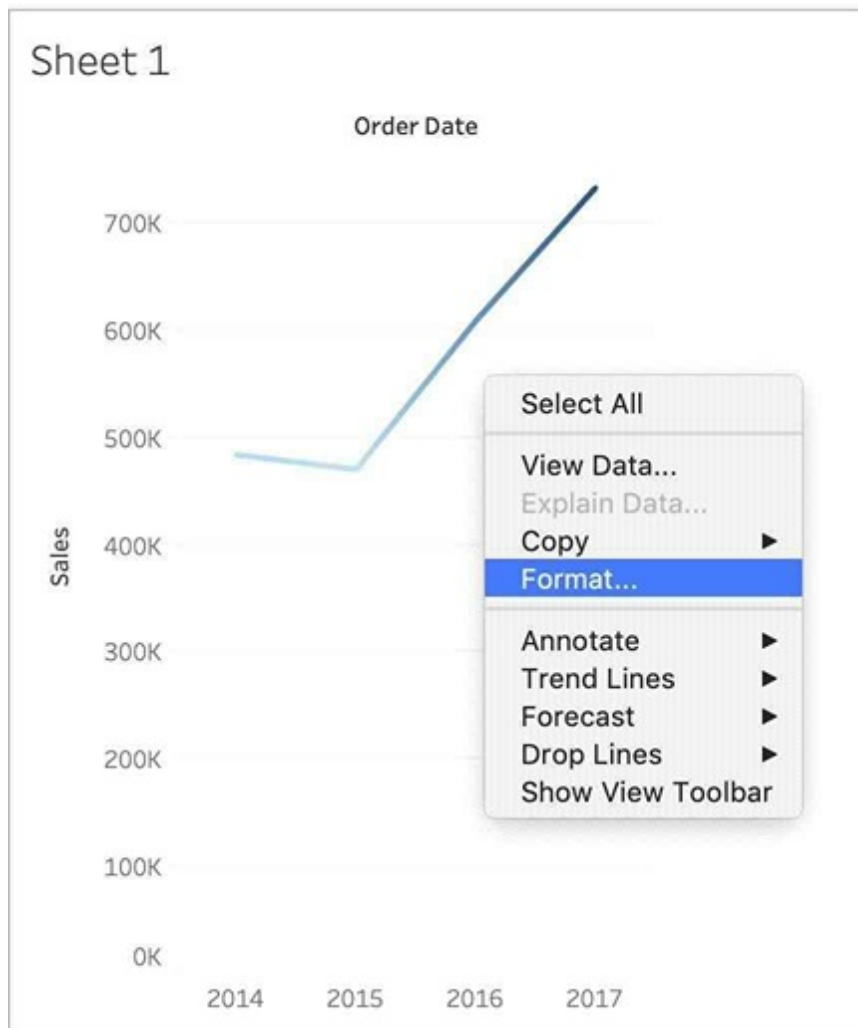 Sheet 1
Order Date
700K
600K
500K
400K
300K
200K
100K
0K
Sales
2014 2015 2016 2017
Select All
View Data...
Explain Data...
Copy
Format...
Annotate
Trend Lines
Forecast
Drop Lines
Show View Toolbar